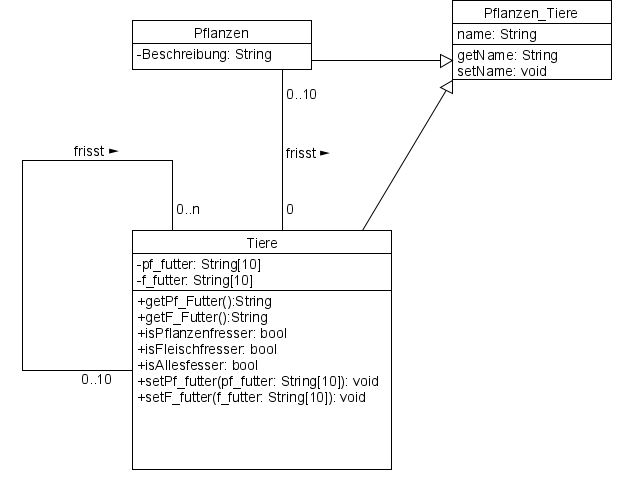 Pflanzen
-Beschreibung: String
Pflanzen_Tiere
name: String
getName: String
setName: void
0..10
frisst ►
frisst ►
0..n
0
Tiere
-pf_futter: String[10]
-f_futter: String[10]
+getPf_Futter():String
+getF_Futter():String
+isPflanzenfresser: bool
+isFleischfresser: bool
+isAllesfesser: bool
+setPf_futter(pf_futter: String[10]): void
+setF_futter(f_futter: String[10]): void
0..10